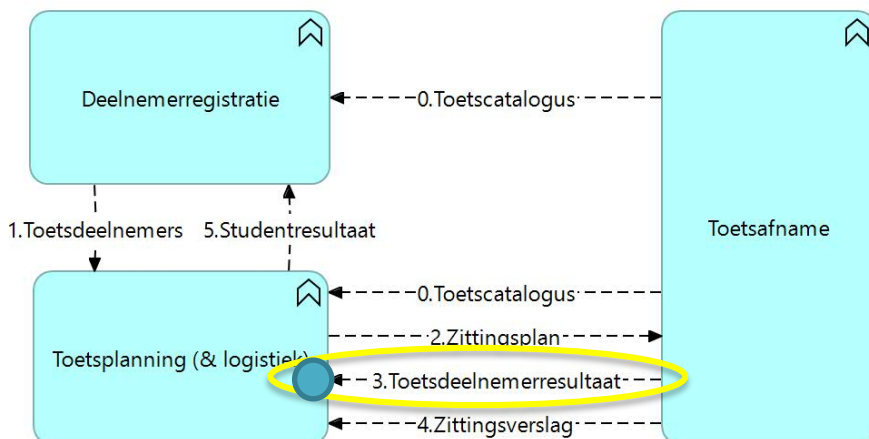 Deelnemerregistratie
0.Toetscatalogus
1.Toetsdeelnemers
5.Studentresultaat
Toetsafname
0.Toetscatalogus
2.Zittingsplan
Toetsplanning (& logistiek)
3.Toetsdeelnemerresultaat
4.Zittingsverslag